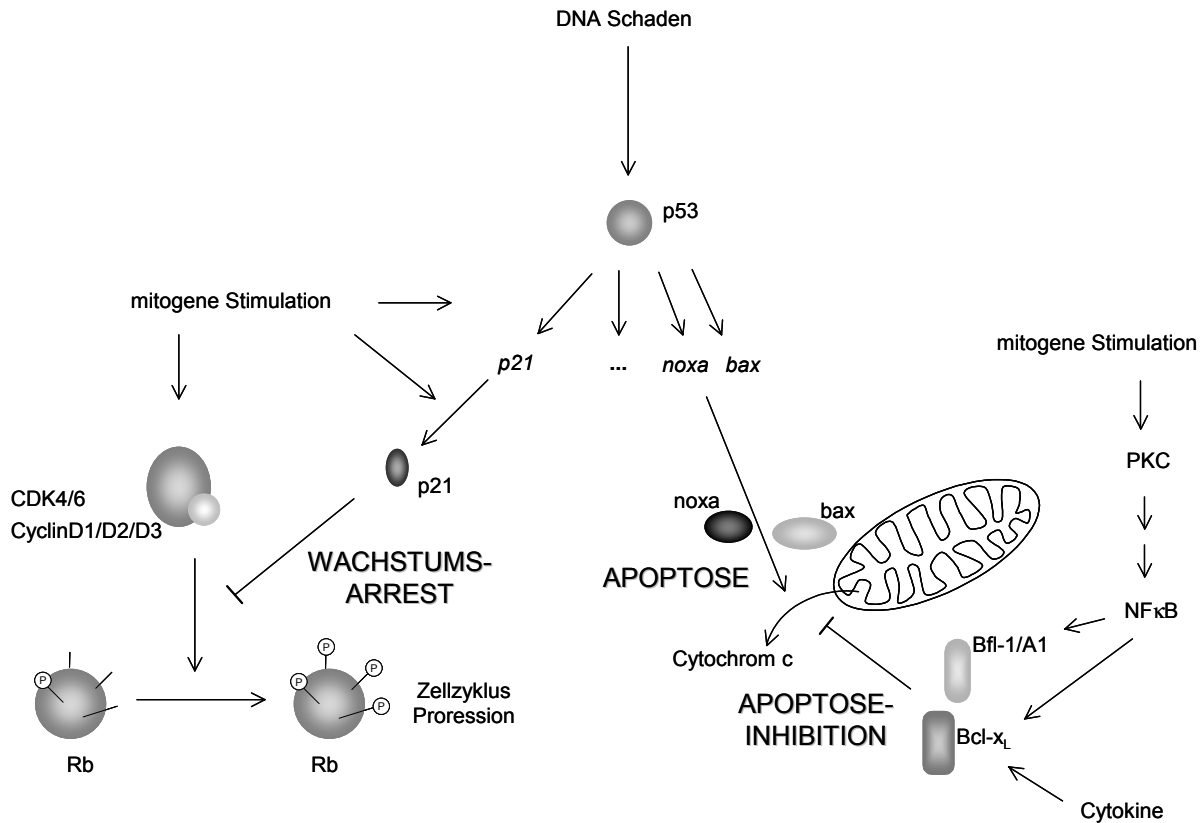 DNA Schaden
p53
mitogene Stimulation
p21
...
noxa bax
mitogene Stimulation
PKC
CDK4/6
CyclinD1/D2/D3
p21
noxa
bax
WACHSTUMS-
ARREST
APOPTOSE
NFκB
Bfl-1/A1
Cytochrom c
P
P
P
P
P
Zellzyklus
Proression
APOPTOSE-
INHIBITION
Bcl-xL
Rb
Rb
Cytokine